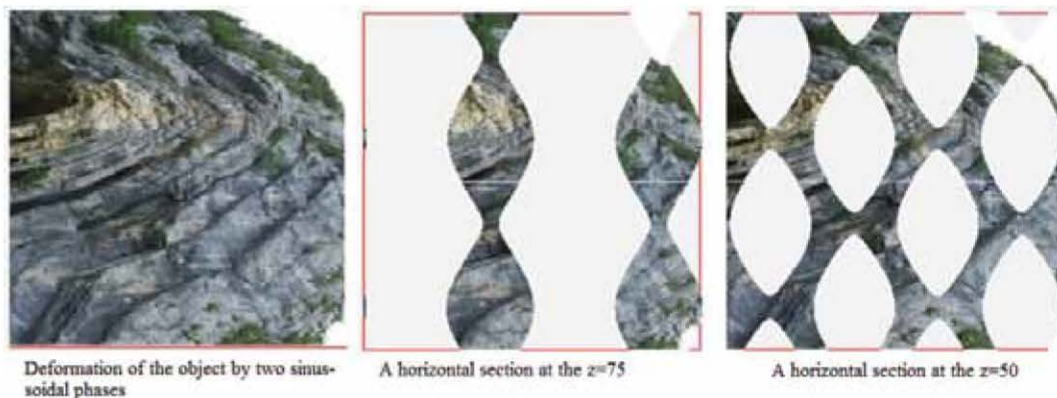 Deformation of the object by two sinus-
soidal phases
A horizontal section at the z=75
A horizontal section at the z=50